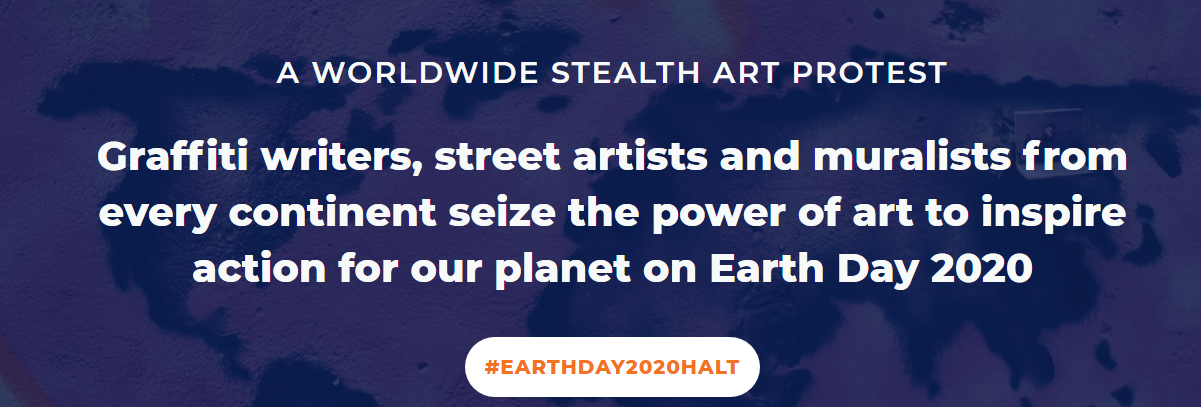 A WORLDWIDE STEALTH ART PROTEST
Graffiti writers, street artists and muralists from
every continent seize the power of art to inspire
action for our planet on Earth Day 2020
#EARTHDAY2020HALT